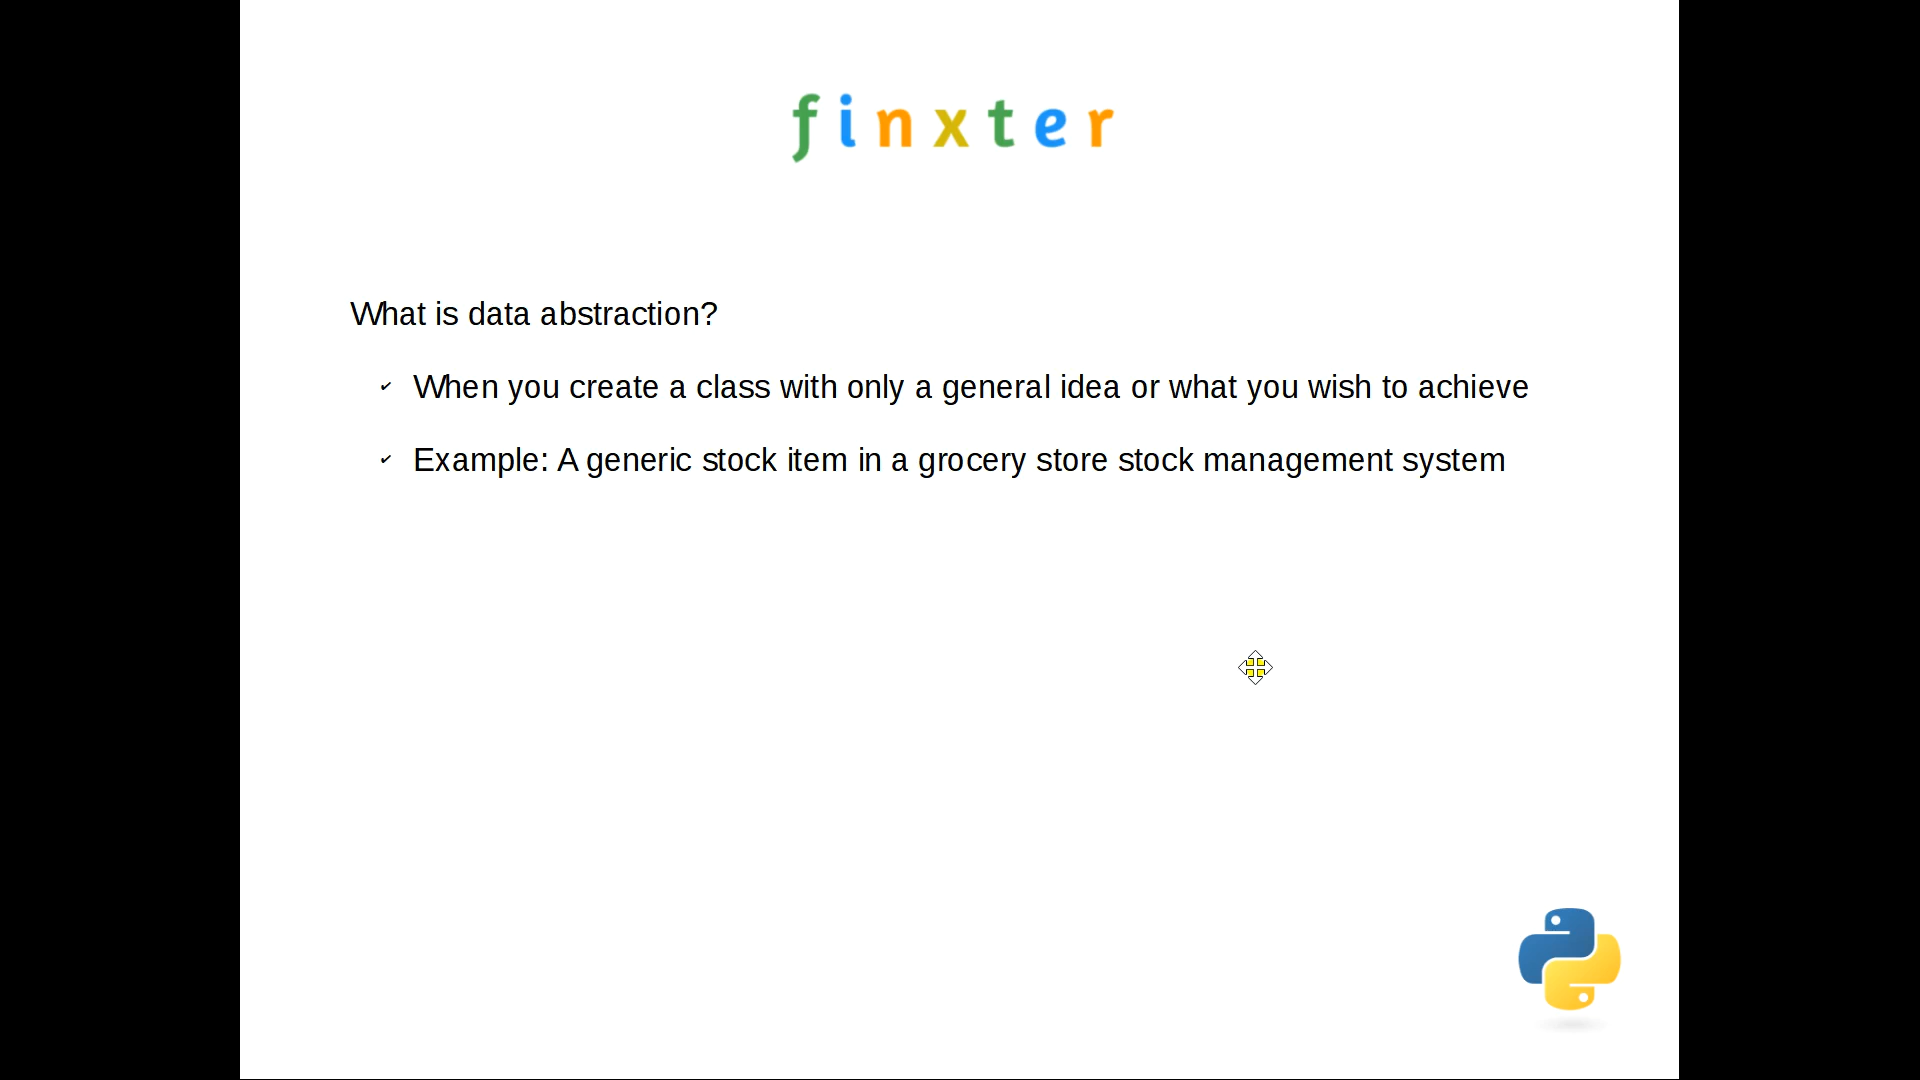 finxter
What is data abstraction?
✔ When you create a class with only a general idea or what you wish to achieve
✔ Example: A generic stock item in a grocery store stock management system